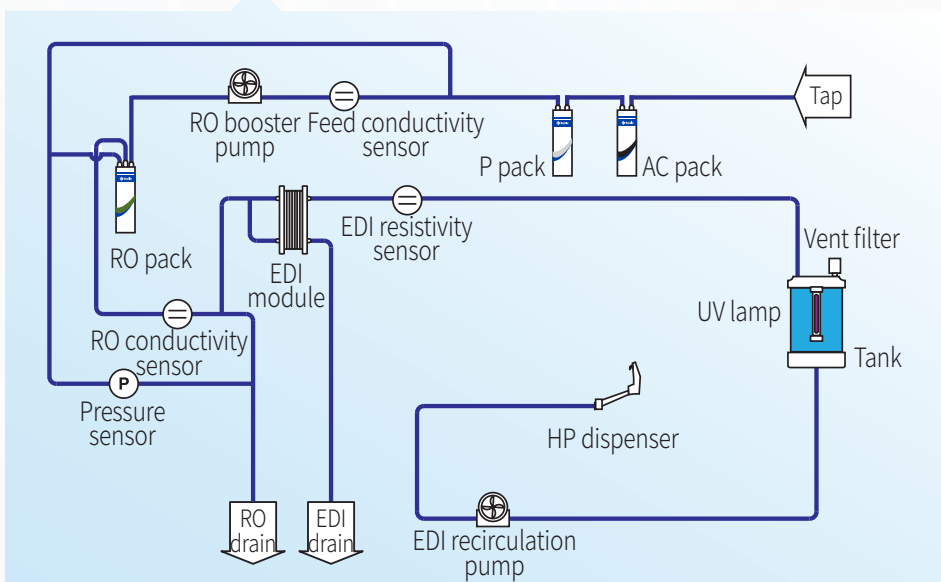 Tap
RO booster
pump
Feed conductivity
sensor
P pack
AC pack
RO pack
EDI
module
EDI resistivity
sensor
Vent filter
UV lamp
Tank
RO conductivity
sensor
P
Pressure
sensor
HP dispenser
RO
drain
EDI
drain
EDI recirculation
pump